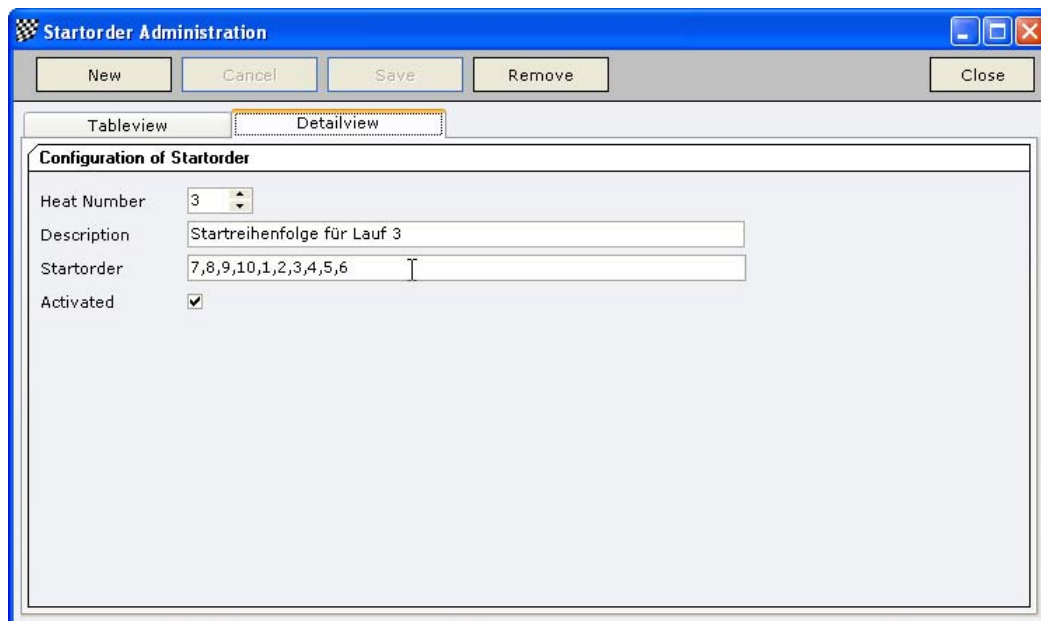 Startorder Administration
New Cancel Save Remove Close
Tableview Detailview
Configuration of Startorder
Heat Number 3
Description Startreihenfolge für Lauf 3
Startorder 7,8,9,10,1,2,3,4,5,6
Activated